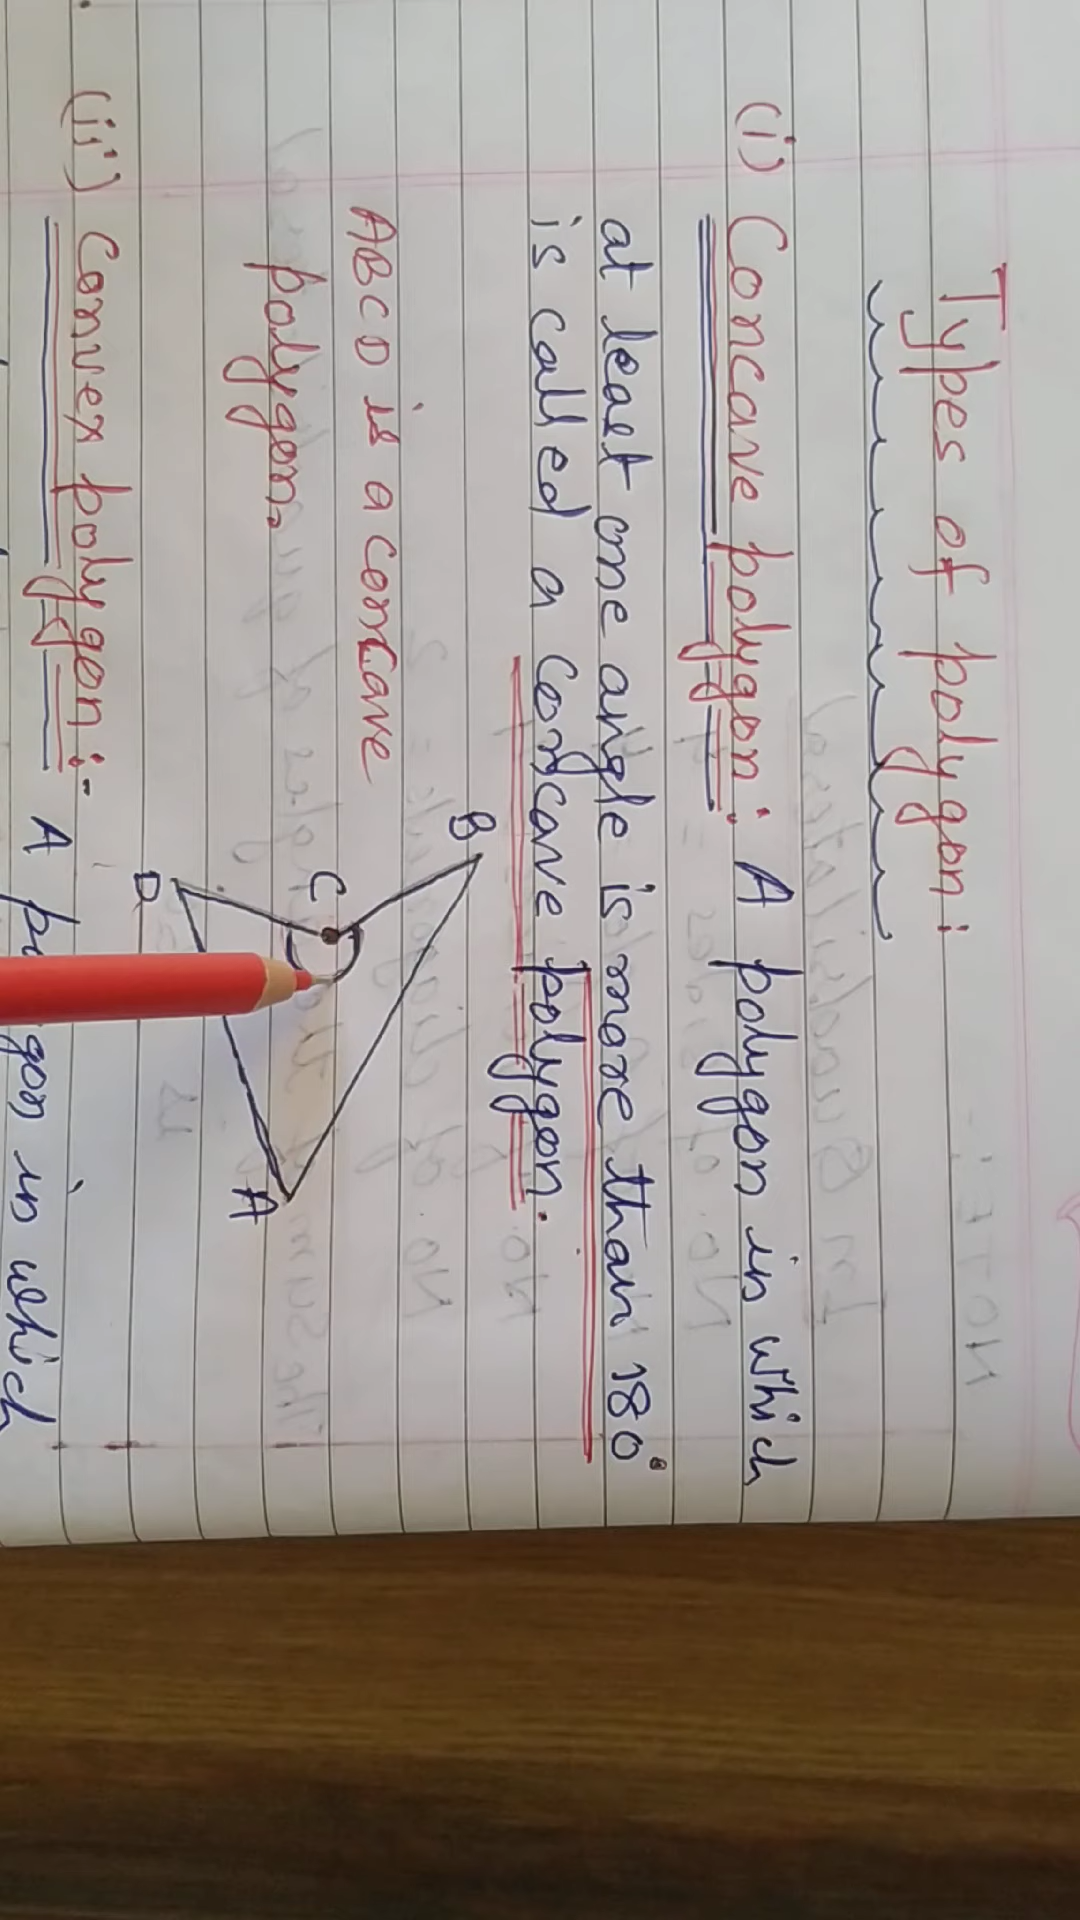 Types of polygon:
(i) Concave polygon: A polygon in which
at least one angle is more than 180°
is called a concave polygon.
ABCD is a concave
polygon.
B
C
D
A
(ii) Convex polygon:- A polygon in which